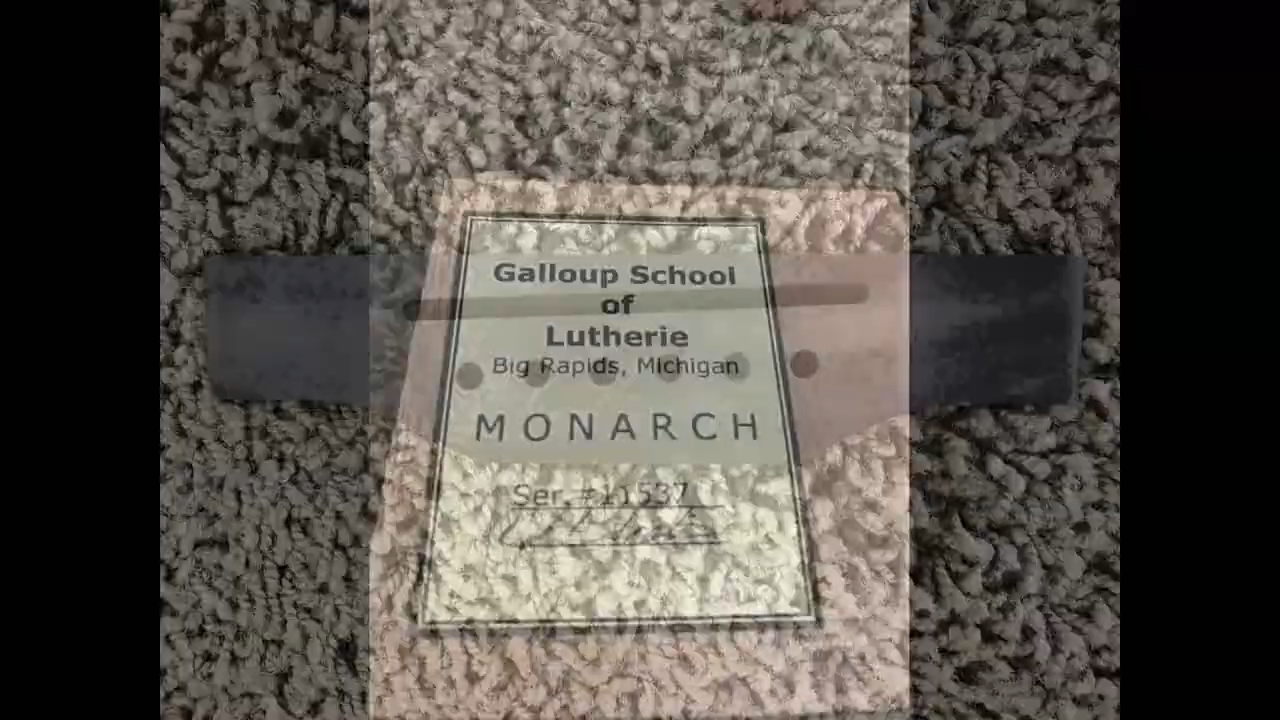 Galloup School
of
Lutherie
Big Rapids, Michigan
MONARCH
Ser. #11537